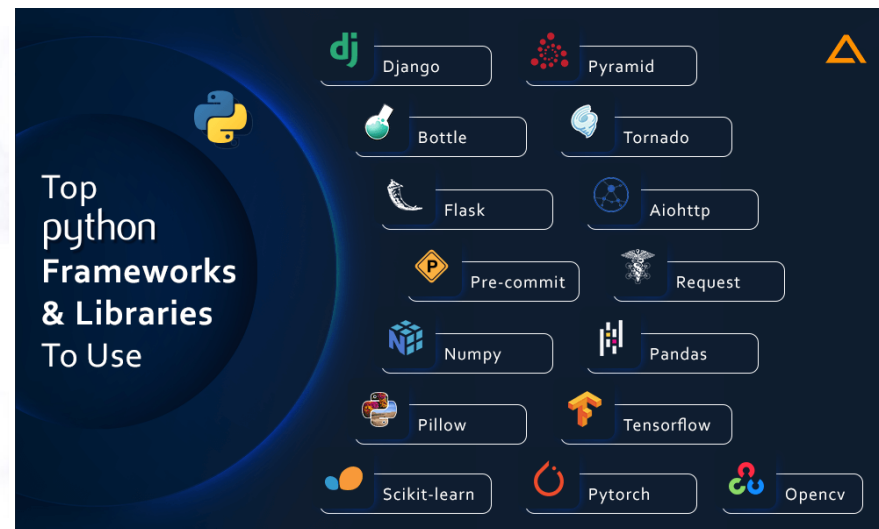 Top
python
Frameworks
& Libraries
To Use
dj Django
Pyramid
Bottle
Tornado
Flask
Aiohttp
P Pre-commit
Request
N Numpy
Pandas
Pillow
Tensorflow
Scikit-learn
Pytorch
Opencv